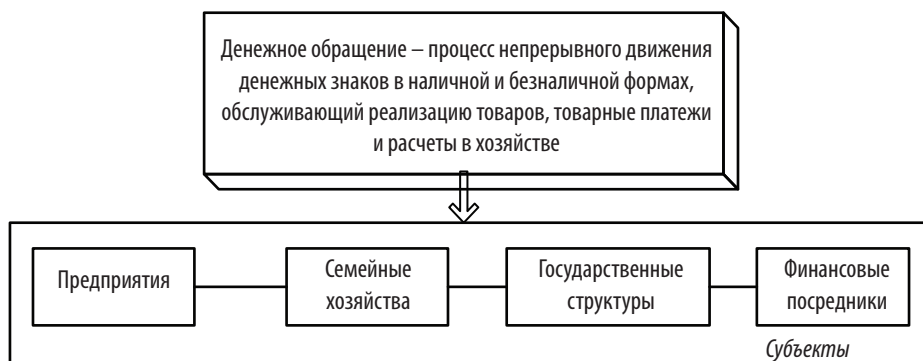 Денежное обращение – процесс непрерывного движения
денежных знаков в наличной и безналичной формах,
обслуживающий реализацию товаров, товарные платежи
и расчеты в хозяйстве
Предприятия
Семейные
хозяйства
Государственные
структуры
Финансовые
посредники
Субъекты